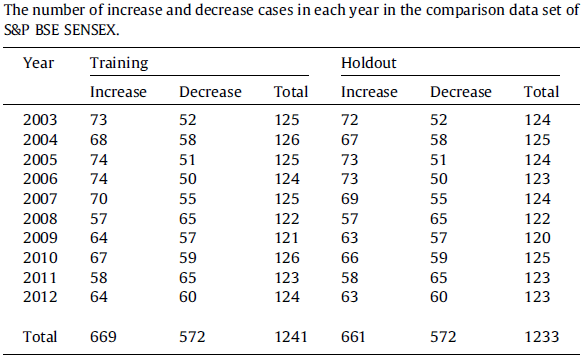 The number of increase and decrease cases in each year in the comparison data set of
S&P BSE SENSEX.
Year Training Holdout
Increase Decrease Total Increase Decrease Total
2003 73 52 125 72 52 124
2004 68 58 126 67 58 125
2005 74 51 125 73 51 124
2006 74 50 124 73 50 123
2007 70 55 125 69 55 124
2008 57 65 122 57 65 122
2009 64 57 121 63 57 120
2010 67 59 126 66 59 125
2011 58 65 123 58 65 123
2012 64 60 124 63 60 123
Total 669 572 1241 661 572 1233